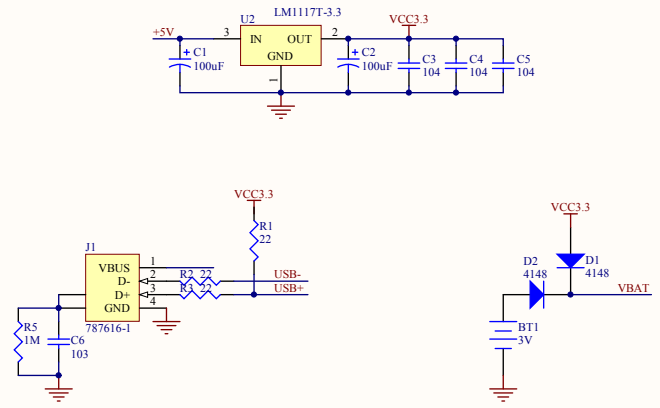 LM1117T-3.3
U2
VCC3.3
+5V
3
IN
OUT
2
GND
1
C1
100uF
C2
100uF
C3
104
C4
104
C5
104
VCC3.3
R1
22
J1
VBUS
1
D-
2
R2 22
USB-
D+
3
R3 22
USB+
GND
4
787616-1
R5
1M
C6
103
VCC3.3
D2
4148
D1
4148
VBAT
BT1
3V